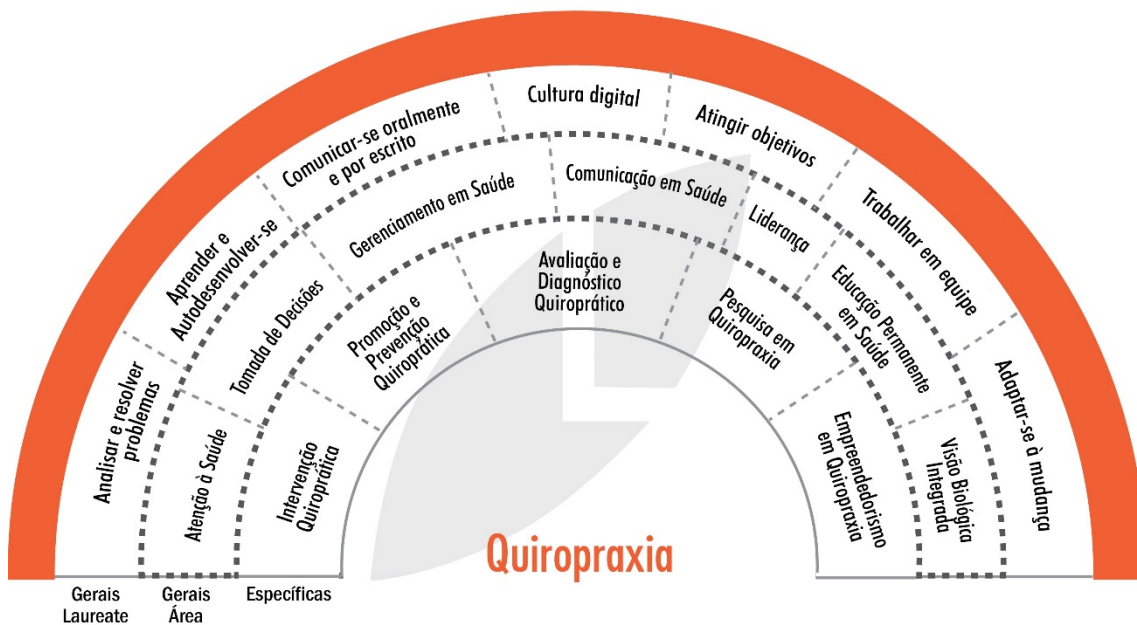 Analisar e resolver
problemas
Aprender e
Autodesenvolver-se
Comunicar-se oralmente
e por escrito
Cultura digital
Atingir objetivos
Trabalhar em equipe
Adaptar-se à mudança
Atenção à Saúde
Tomada de Decisões
Gerenciamento em Saúde
Comunicação em Saúde
Liderança
Educação Permanente
em Saúde
Visão Biológica
Integrada
Intervenção
Quiroprática
Promoção e
Prevenção
Quiroprática
Avaliação e
Diagnóstico
Quiroprático
Pesquisa em
Quiropraxia
Empreendedorismo
em Quiropraxia
Quiropraxia
Gerais
Laureate
Gerais
Área
Específicas